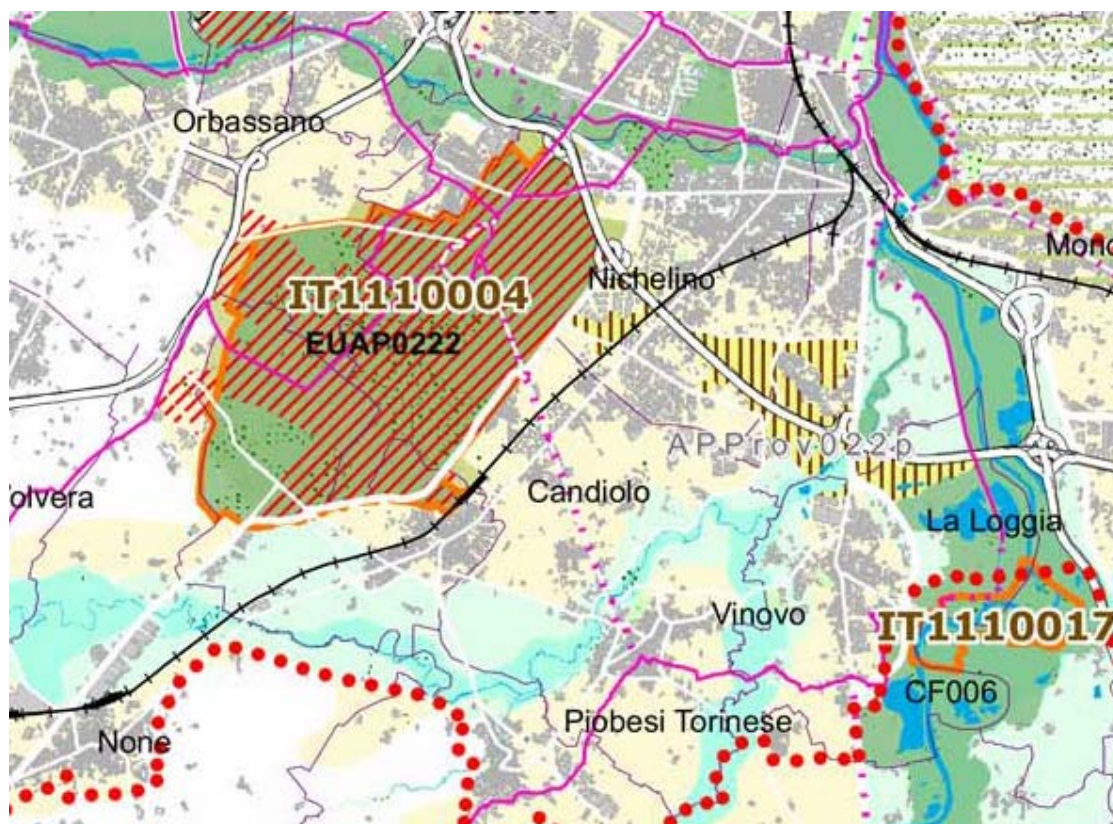 Orbassano
IT1110004
Nichelino
EUAP0222
APProv022p
Candiolo
La Loggia
Vinovo
IT1110017
CF006
Piobesi Torinese
None